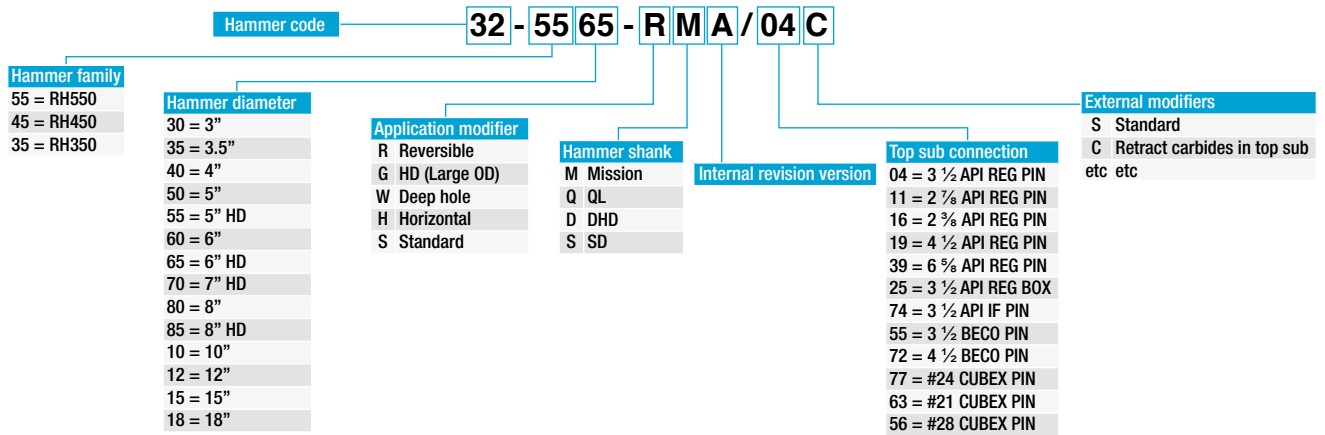 Hammer code
32 - 55 65 - R M A / 04 C
Hammer family
55 = RH550
45 = RH450
35 = RH350
Hammer diameter
30 = 3”
35 = 3.5”
40 = 4”
50 = 5”
55 = 5” HD
60 = 6”
65 = 6” HD
70 = 7” HD
80 = 8”
85 = 8” HD
10 = 10”
12 = 12”
15 = 15”
18 = 18”
Application modifier
R Reversible
G HD (Large OD)
W Deep hole
H Horizontal
S Standard
Hammer shank
M Mission
Q QL
D DHD
S SD
Internal revision version
Top sub connection
04 = 3 ½ API REG PIN
11 = 2 ⅞ API REG PIN
16 = 2 ⅜ API REG PIN
19 = 4 ½ API REG PIN
39 = 6 ⅝ API REG PIN
25 = 3 ½ API REG BOX
74 = 3 ½ API IF PIN
55 = 3 ½ BECO PIN
72 = 4 ½ BECO PIN
77 = #24 CUBEX PIN
63 = #21 CUBEX PIN
56 = #28 CUBEX PIN
External modifiers
S Standard
C Retract carbides in top sub
etc etc